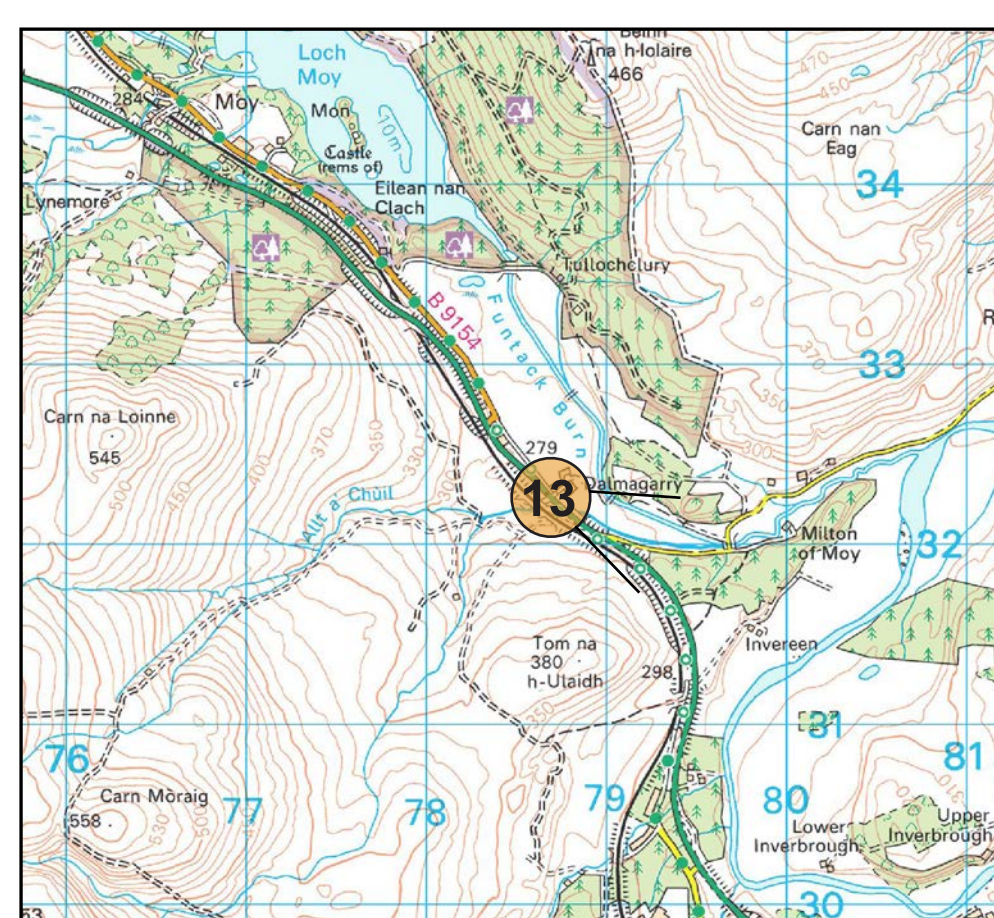 Beinn
na h-Iolaire
466
Loch
Moy
470
450
284
Moy
Mon
10m
Carn nan
Eag
Castle
(rems of)
Eilean nan
Clach
34
Lynemore
Tullochclury
B 9154
Funtack Burn
R
33
370
350
Carn na Loinne
545
370
350
330
400
450
500
279
300
Dalmagarry
13
Allt a' Chùil
Milton
of Moy
32
Tom na
380
h-Ulaidh
Invereen
298
350
31
76
81
Carn Mòraig
558
530
500
77
78
79
80
310
Lower
Inverbrough
Upper
Inverbrough
53
30